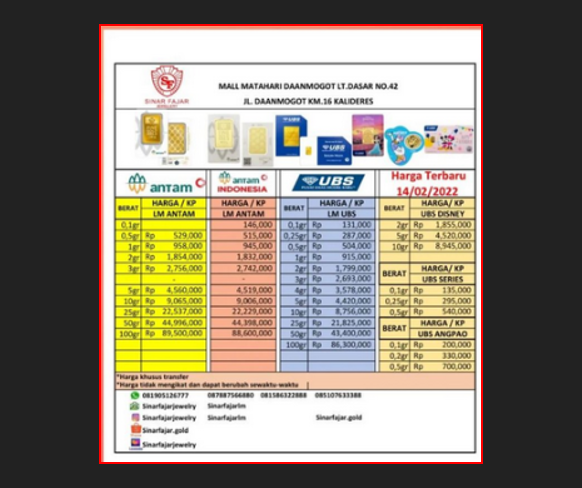 SINAR FAJAR
JEWELLERY
MALL MATAHARI DAANMOGOT LT.DASAR NO.42
JL. DAANMOGOT KM.16 KALIDERES
antam
antam
INDONESIA
UBS
Harga Terbaru
14/02/2022
BERAT HARGA / KP
LM ANTAM
HARGA / KP
LM ANTAM
BERAT HARGA / KP
LM UBS
BERAT HARGA/ KP
UBS DISNEY
0,1gr 146,000 0,1gr Rp 131,000 2gr Rp 1,855,000
0,5gr Rp 529,000 515,000 0,25gr Rp 287,000 5gr Rp 4,520,000
1gr Rp 958,000 945,000 0,5gr Rp 504,000 10gr Rp 8,945,000
2gr Rp 1,854,000 1,832,000 1gr Rp 915,000
3gr Rp 2,756,000 2,742,000 2gr Rp 1,799,000
BERAT HARGA/ KP
UBS SERIES
- - 3gr Rp 2,693,000
5gr Rp 4,560,000 4,519,000 4gr Rp 3,578,000 0,1gr Rp 135,000
10gr Rp 9,065,000 9,006,000 5gr Rp 4,420,000 0,25gr Rp 295,000
25gr Rp 22,537,000 22,229,000 10gr Rp 8,756,000 0,5gr Rp 540,000
50gr Rp 44,996,000 44,398,000 25gr Rp 21,825,000
BERAT HARGA / KP
UBS ANGPAO
100gr Rp 89,500,000 88,600,000 50gr Rp 43,400,000
100gr Rp 86,300,000 0,1gr Rp 200,000
0,2gr Rp 330,000
0,5gr Rp 700,000
*Harga khusus transfer
*Harga tidak mengikat dan dapat berubah sewaktu-waktu
081905126777 087887566880 081586322888 085107633388
Sinarfajarjewelry Sinarfajarlm
Sinarfajarjewelry Sinarfajarlm Sinarfajar.gold
Sinarfajar.gold
Sinarfajarjewelry